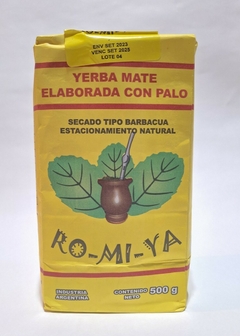 ENV SET 2023
VENC SET 2025
LOTE 04
YERBA MATE
ELABORADA CON PALO
SECADO TIPO BARBACUA
ESTACIONAMIENTO NATURAL
RO-MI-YA
INDUSTRIA
ARGENTINA
CONTENIDO
NETO 500 g